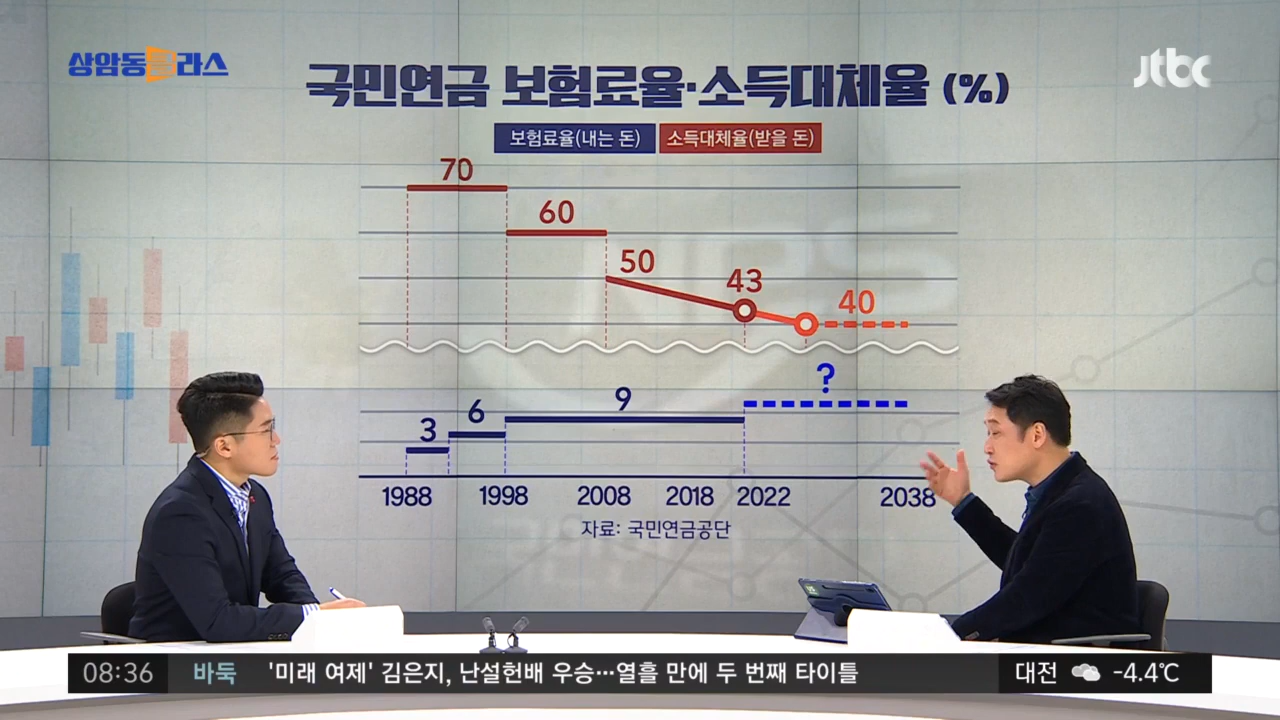 상암동클라스
jtbc
국민연금 보험료율·소득대체율 (%)
보험료율(내는 돈) 소득대체율(받을 돈)
70
60
50
43
40
?
9
6
3
1988 1998 2008 2018 2022 2038
자료: 국민연금공단
08:36 바둑 '미래 여제' 김은지, 난설헌배 우승…열흘 만에 두 번째 타이틀 대전 -4.4℃